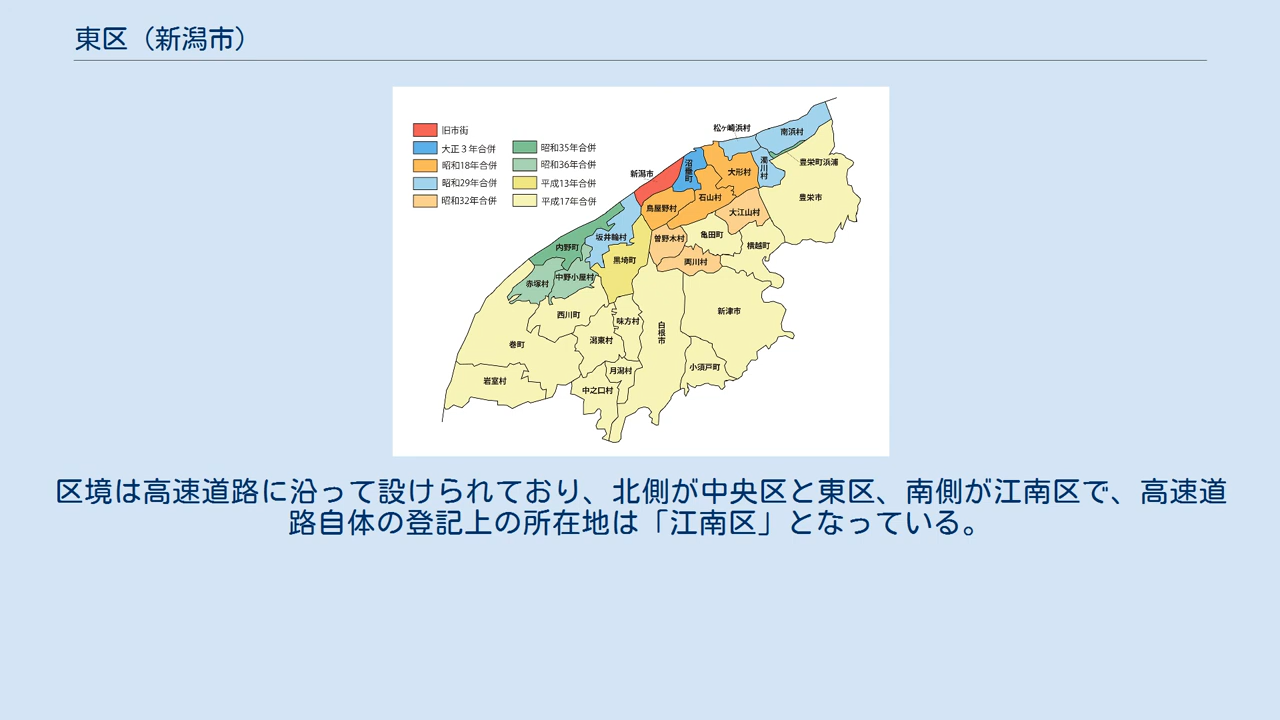 東区（新潟市）
旧市街
大正３年合併
昭和18年合併
昭和29年合併
昭和32年合併
昭和35年合併
昭和36年合併
平成13年合併
平成17年合併
松ヶ崎浜村
南浜村
新潟市
沼垂町
大形村
濁川村
豊栄町浜浦
豊栄市
石山村
鳥屋野村
大江山村
坂井輪村
曽野木村
亀田町
横越町
内野町
黒埼町
両川村
赤塚村
中野小屋村
西川町
味方村
白根市
新津市
巻町
潟東村
月潟村
小須戸町
岩室村
中之口村
区境は高速道路に沿って設けられており、北側が中央区と東区、南側が江南区で、高速道
路自体の登記上の所在地は「江南区」となっている。